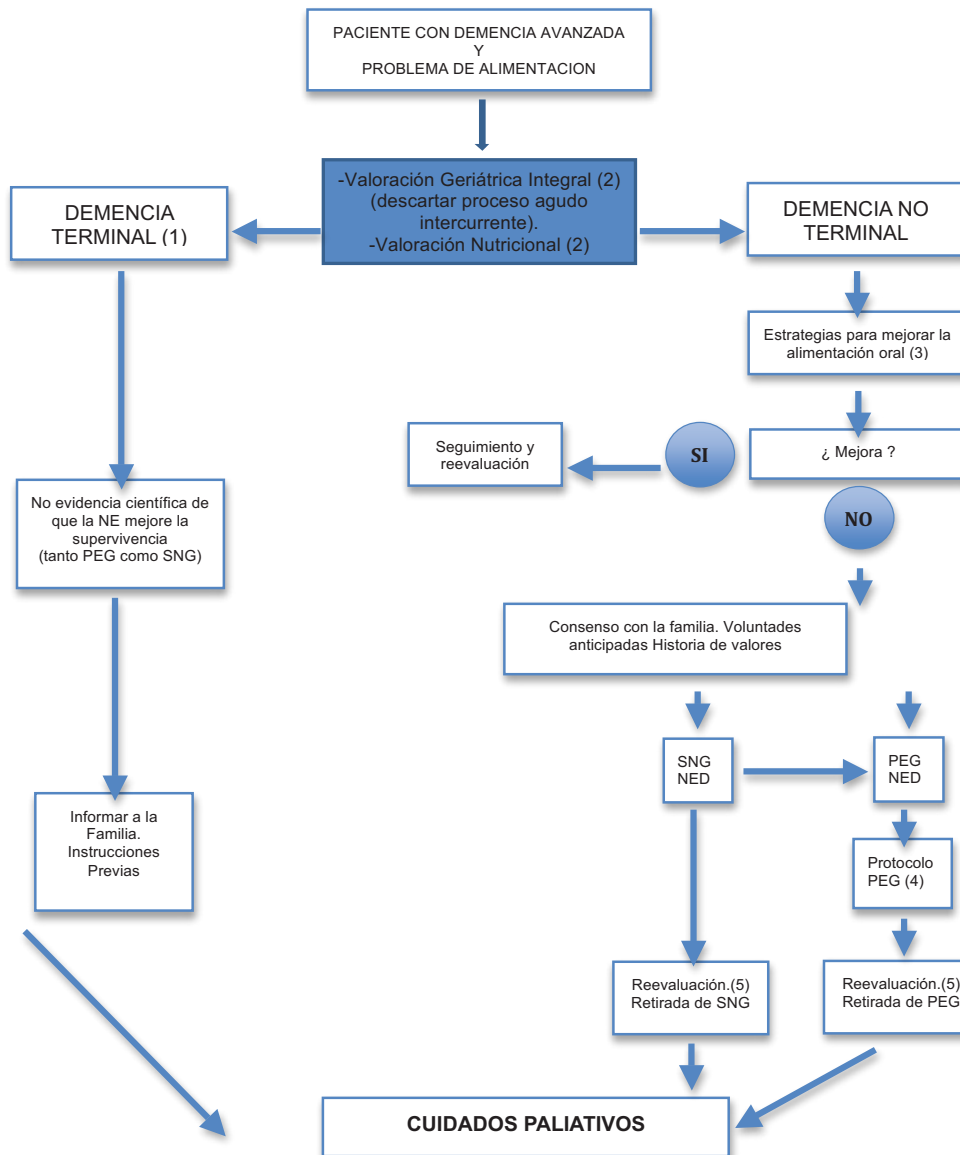 PACIENTE CON DEMENCIA AVANZADA
Y
PROBLEMA DE ALIMENTACION
-Valoración Geriátrica Integral (2)
(descartar proceso agudo
intercurrente).
-Valoración Nutricional (2)
DEMENCIA
TERMINAL (1)
DEMENCIA NO
TERMINAL
Estrategias para mejorar la
alimentación oral (3)
¿ Mejora ?
SI
Seguimiento y
reevaluación
NO
No evidencia científica de
que la NE mejore la
supervivencia
(tanto PEG como SNG)
Consenso con la familia. Voluntades
anticipadas Historia de valores
SNG
NED
PEG
NED
Informar a la
Familia.
Instrucciones
Previas
Protocolo
PEG (4)
Reevaluación.(5)
Retirada de SNG
Reevaluación.(5)
Retirada de PEG
CUIDADOS PALIATIVOS